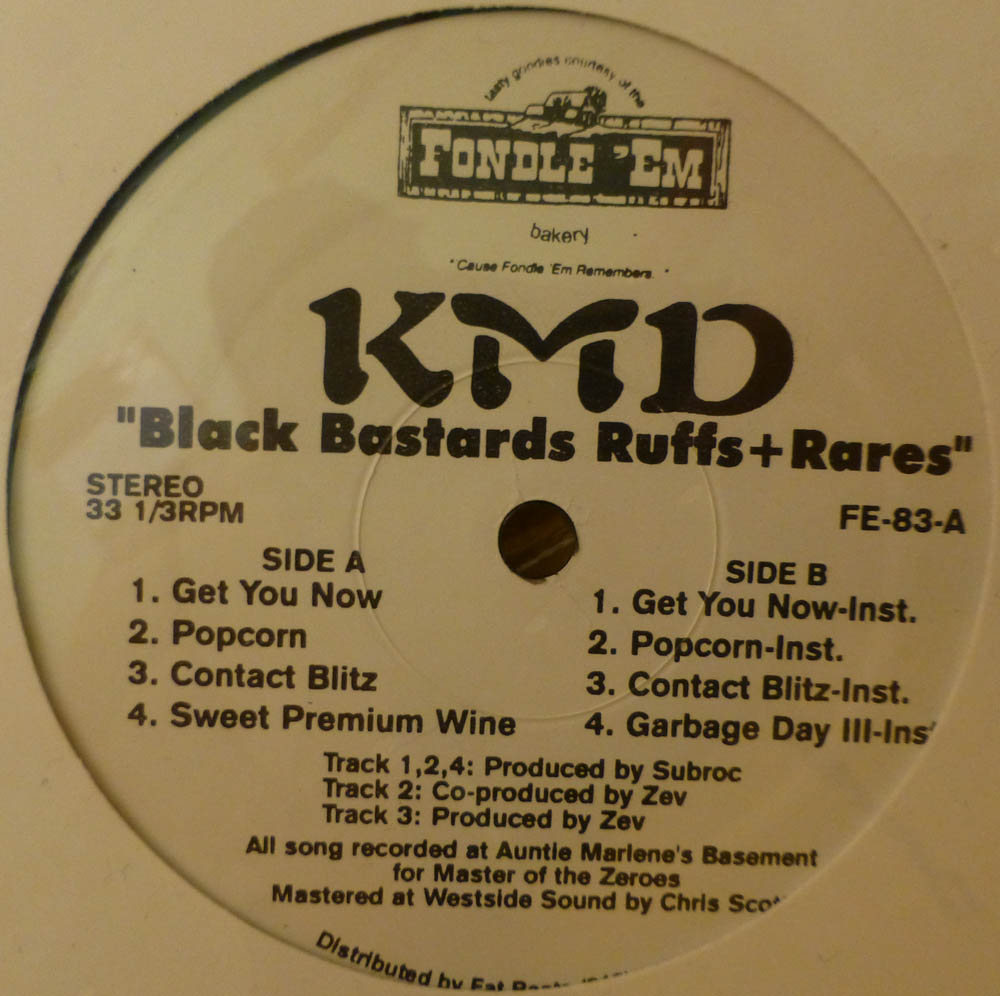 tasty goodies courtesy of the
FONDLE 'EM
bakery
"Cause Fondle 'Em Remembers."
KMD
"Black Bastards Ruffs+Rares"
STEREO
33 1/3RPM
FE-83-A
SIDE A
1. Get You Now
2. Popcorn
3. Contact Blitz
4. Sweet Premium Wine
SIDE B
1. Get You Now-Inst.
2. Popcorn-Inst.
3. Contact Blitz-Inst.
4. Garbage Day III-Ins
Track 1,2,4: Produced by Subroc
Track 2: Co-produced by Zev
Track 3: Produced by Zev
All song recorded at Auntie Marlene's Basement
for Master of the Zeroes
Mastered at Westside Sound by Chris Sco
Distributed by Fat